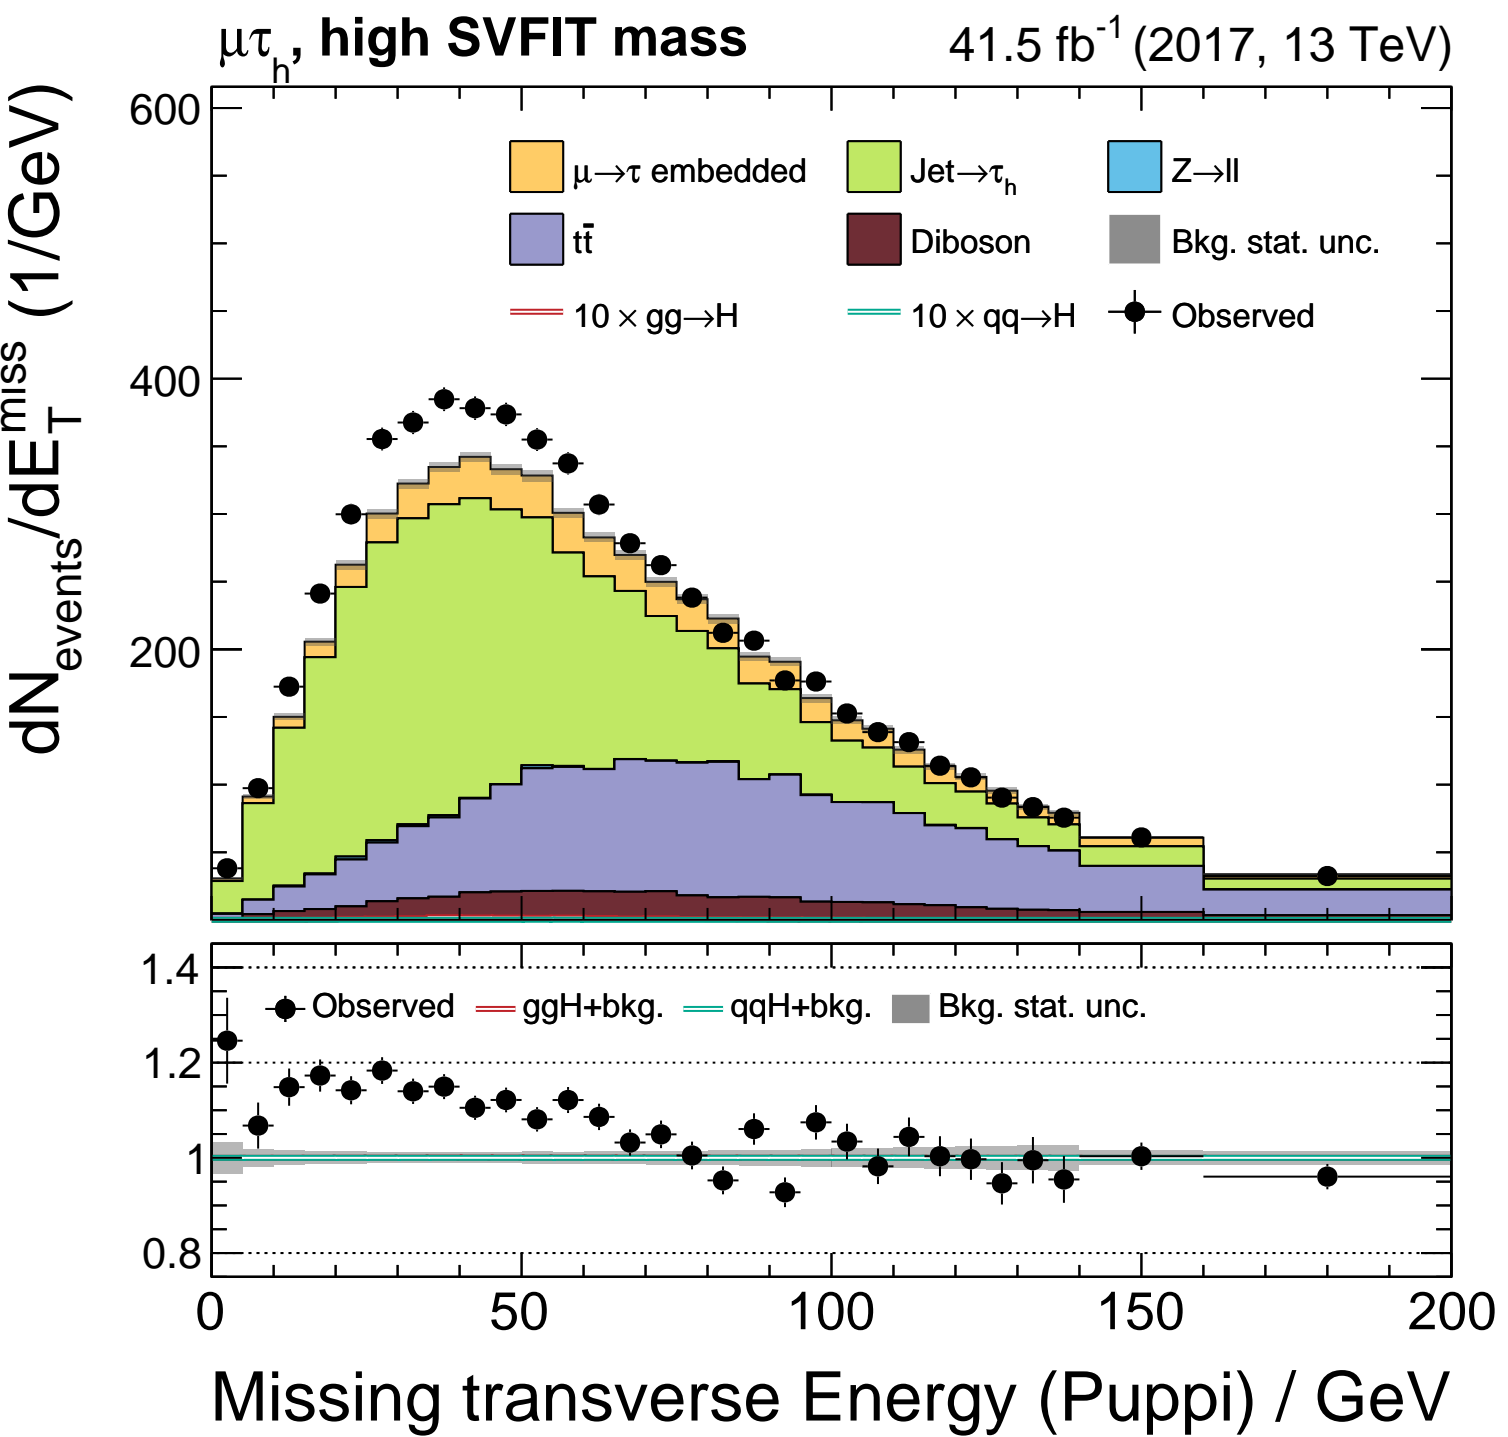 μτh, high SVFIT mass 41.5 fb-1 (2017, 13 TeV)
dNevents/dETmiss (1/GeV)
600
400
200
μ→τ embedded Jet→τh Z→ll
tt̄ Diboson Bkg. stat. unc.
10 × gg→H 10 × qq→H Observed
1.4
1.2
1
0.8
Observed ggH+bkg. qqH+bkg. Bkg. stat. unc.
0 50 100 150 200
Missing transverse Energy (Puppi) / GeV